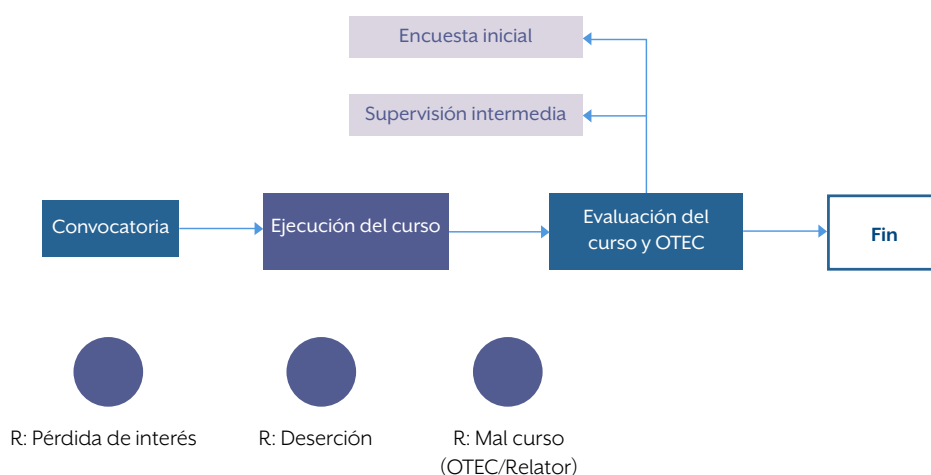 Encuesta inicial
Supervisión intermedia
Convocatoria
Ejecución del curso
Evaluación del
curso y OTEC
Fin
R: Pérdida de interés
R: Deserción
R: Mal curso
(OTEC/Relator)